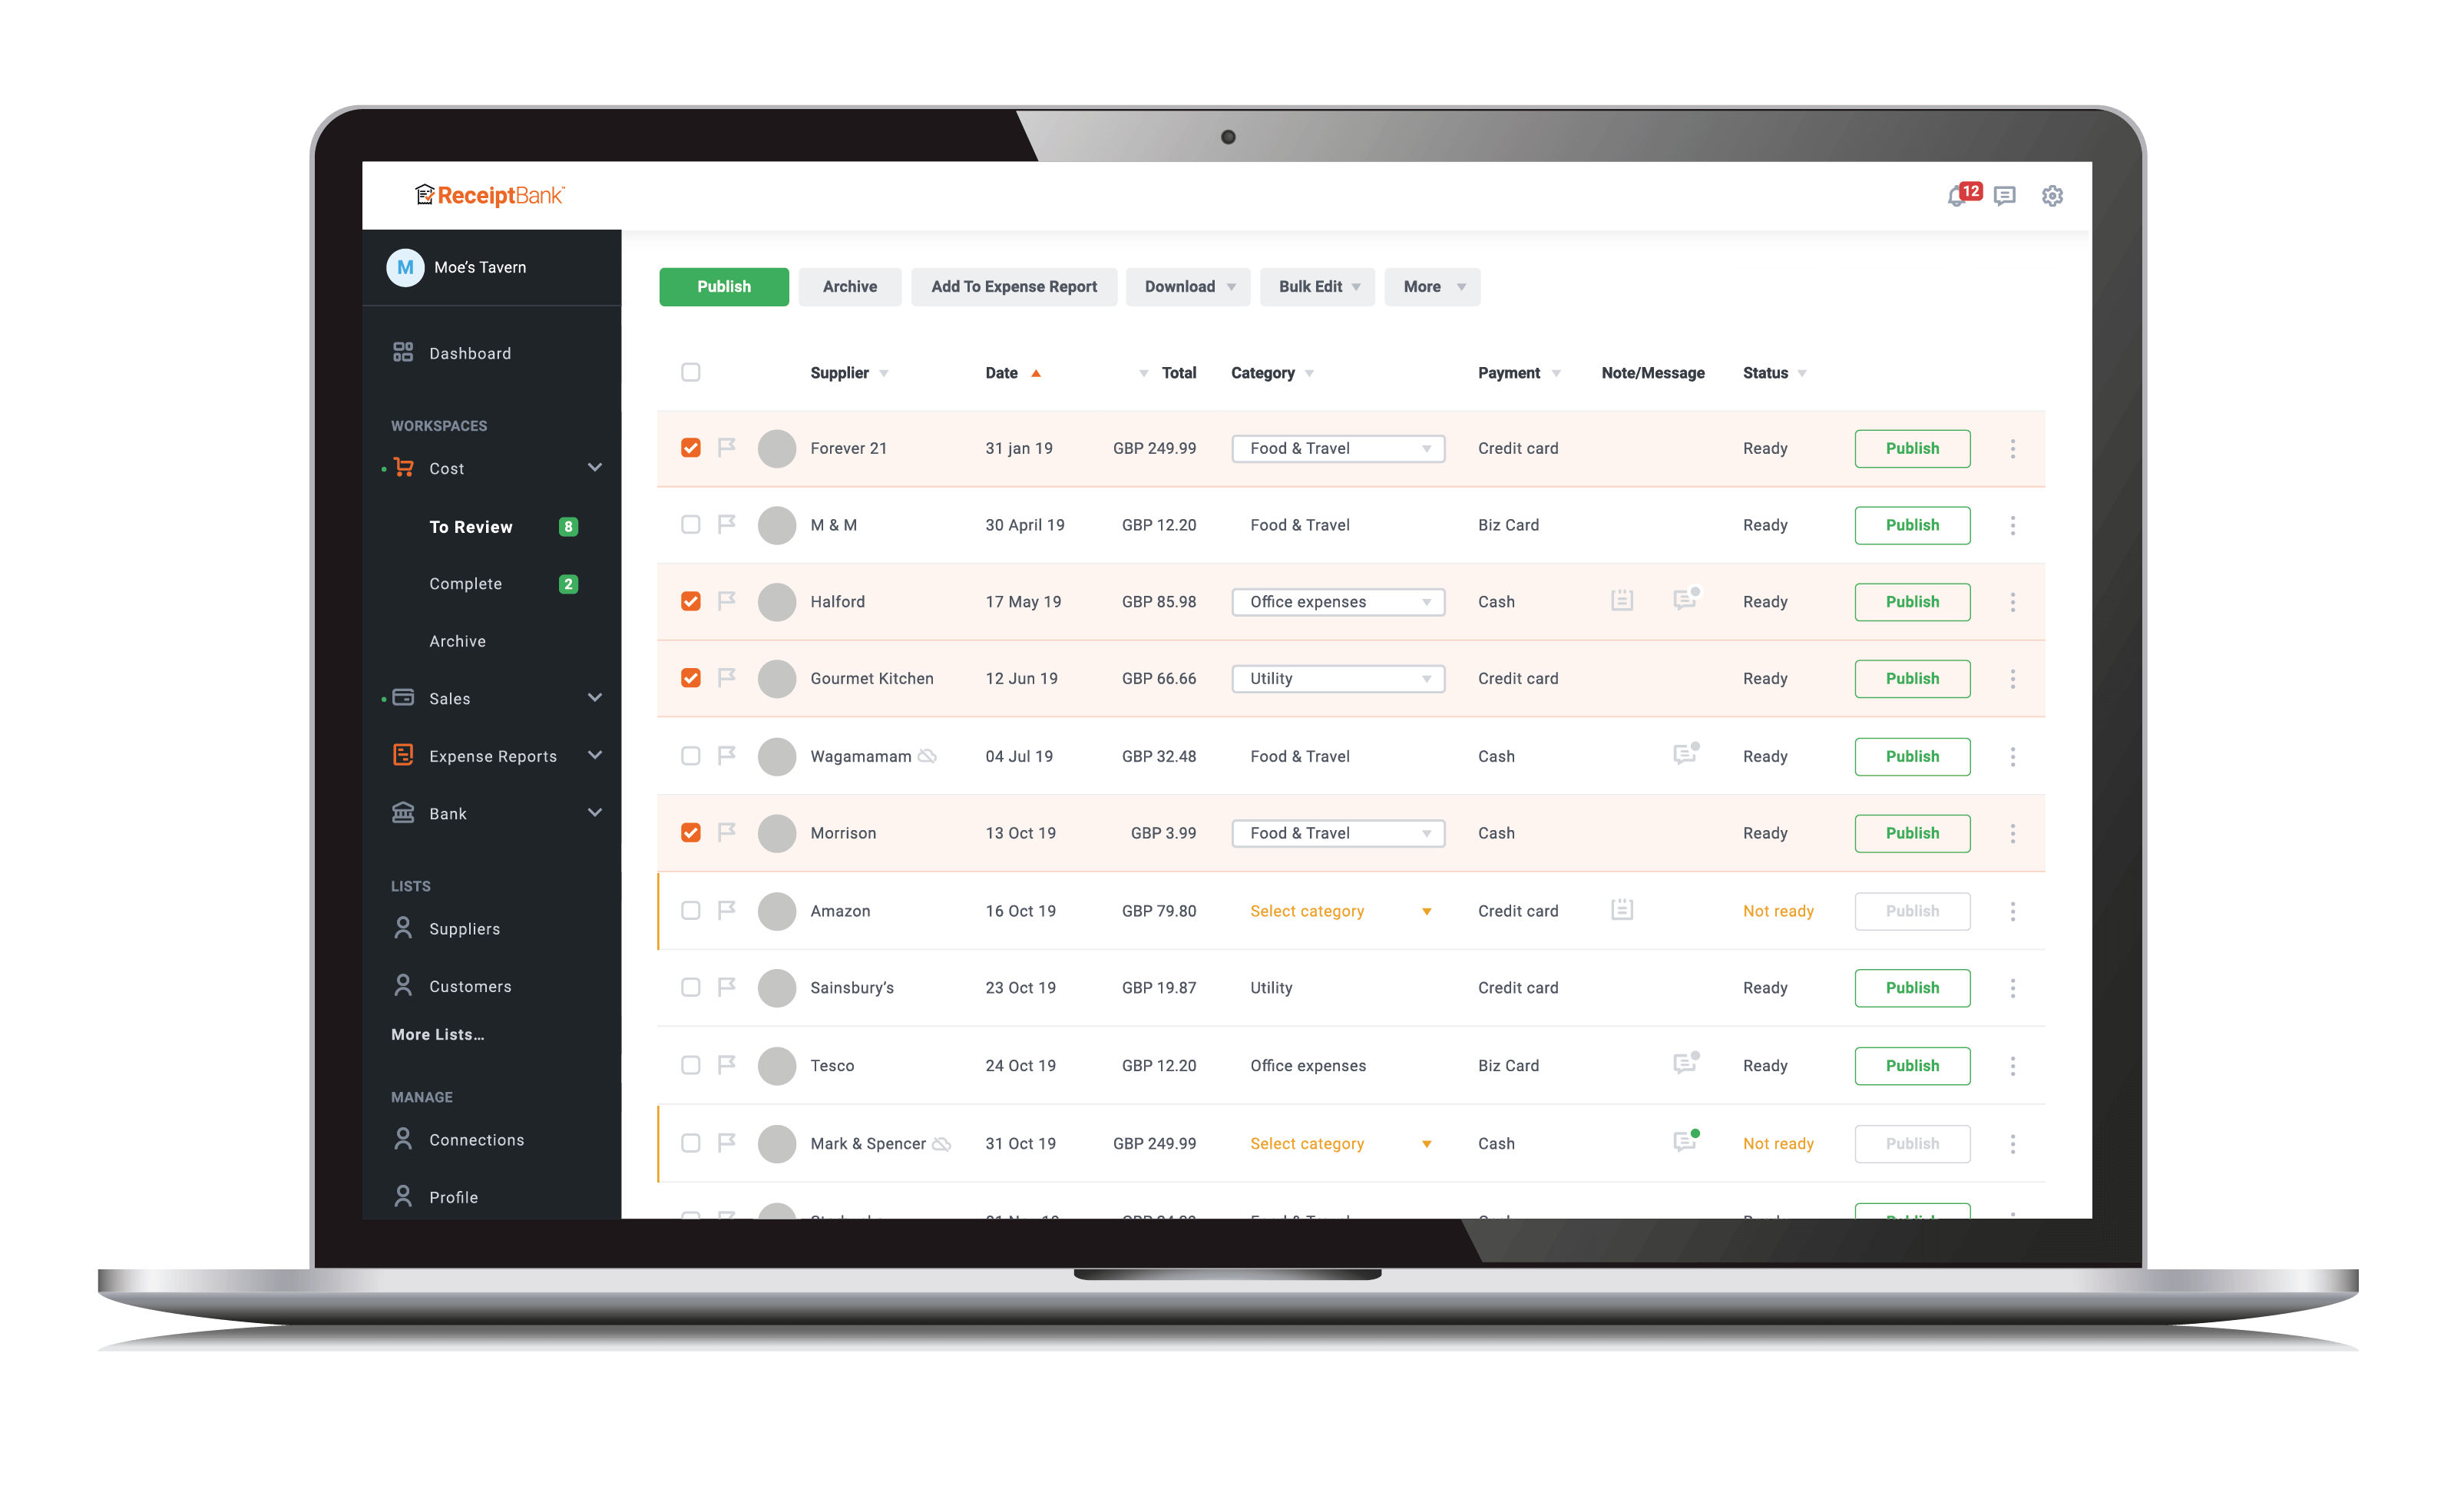 ReceiptBank
12
M Moe's Tavern
Dashboard
WORKSPACES
Cost
To Review 8
Complete 2
Archive
Sales
Expense Reports
Bank
LISTS
Suppliers
Customers
More Lists...
MANAGE
Connections
Profile
Publish Archive Add To Expense Report Download Bulk Edit More
Supplier Date Total Category Payment Note/Message Status
Forever 21 31 jan 19 GBP 249.99 Food & Travel Credit card Ready Publish
M & M 30 April 19 GBP 12.20 Food & Travel Biz Card Ready Publish
Halford 17 May 19 GBP 85.98 Office expenses Cash Ready Publish
Gourmet Kitchen 12 Jun 19 GBP 66.66 Utility Credit card Ready Publish
Wagamamam 04 Jul 19 GBP 32.48 Food & Travel Cash Ready Publish
Morrison 13 Oct 19 GBP 3.99 Food & Travel Cash Ready Publish
Amazon 16 Oct 19 GBP 79.80 Select category Credit card Not ready Publish
Sainsbury's 23 Oct 19 GBP 19.87 Utility Credit card Ready Publish
Tesco 24 Oct 19 GBP 12.20 Office expenses Biz Card Ready Publish
Mark & Spencer 31 Oct 19 GBP 249.99 Select category Cash Not ready Publish